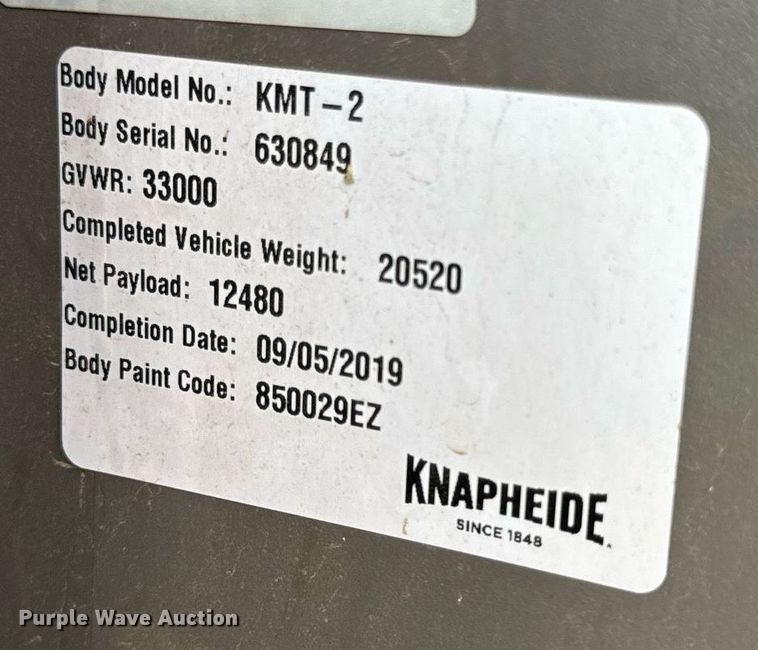 Body Model No.: KMT-2
Body Serial No.: 630849
GVWR: 33000
Completed Vehicle Weight: 20520
Net Payload: 12480
Completion Date: 09/05/2019
Body Paint Code: 850029EZ
KNAPHEIDE
SINCE 1848
Purple Wave Auction